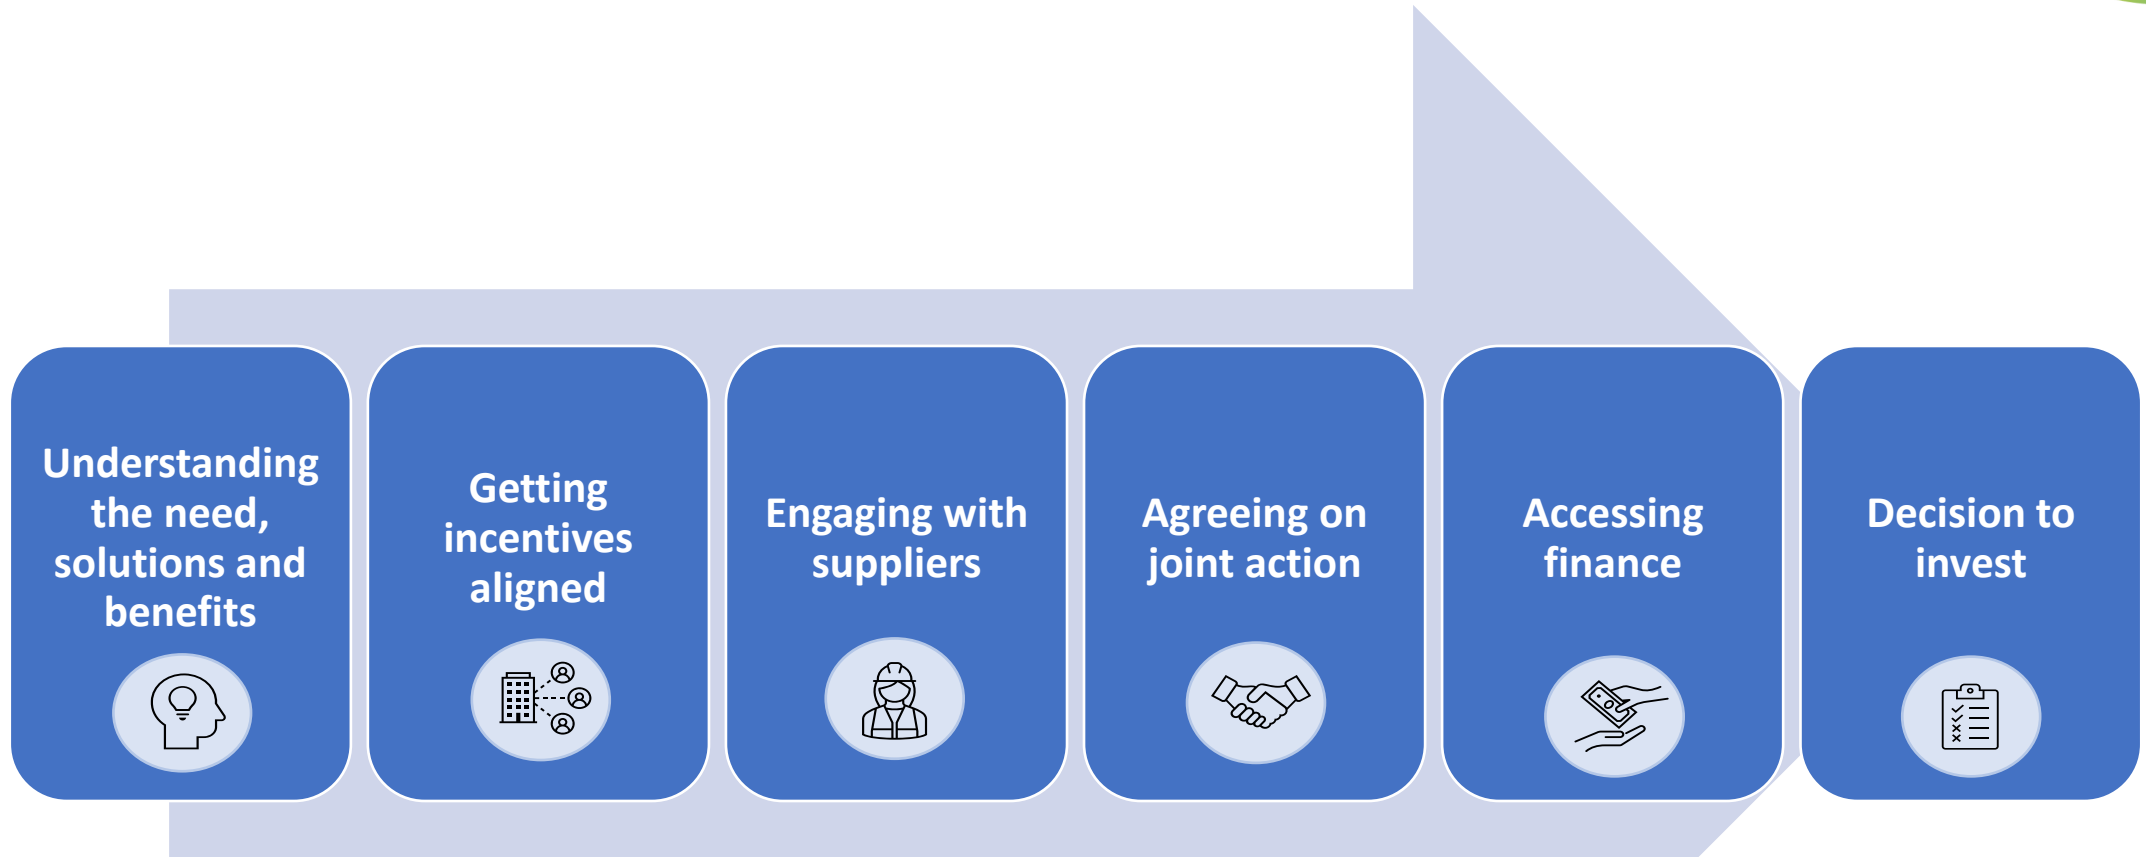 Understanding
the need,
solutions and
benefits
Getting
incentives
aligned
Engaging with
suppliers
Agreeing on
joint action
Accessing
finance
Decision to
invest